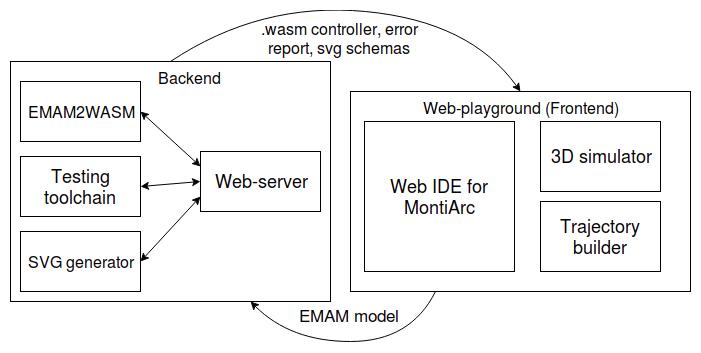 .wasm controller, error
report, svg schemas
Backend
EMAM2WASM
Testing
toolchain
SVG generator
Web-server
Web-playground (Frontend)
Web IDE for
MontiArc
3D simulator
Trajectory
builder
EMAM model